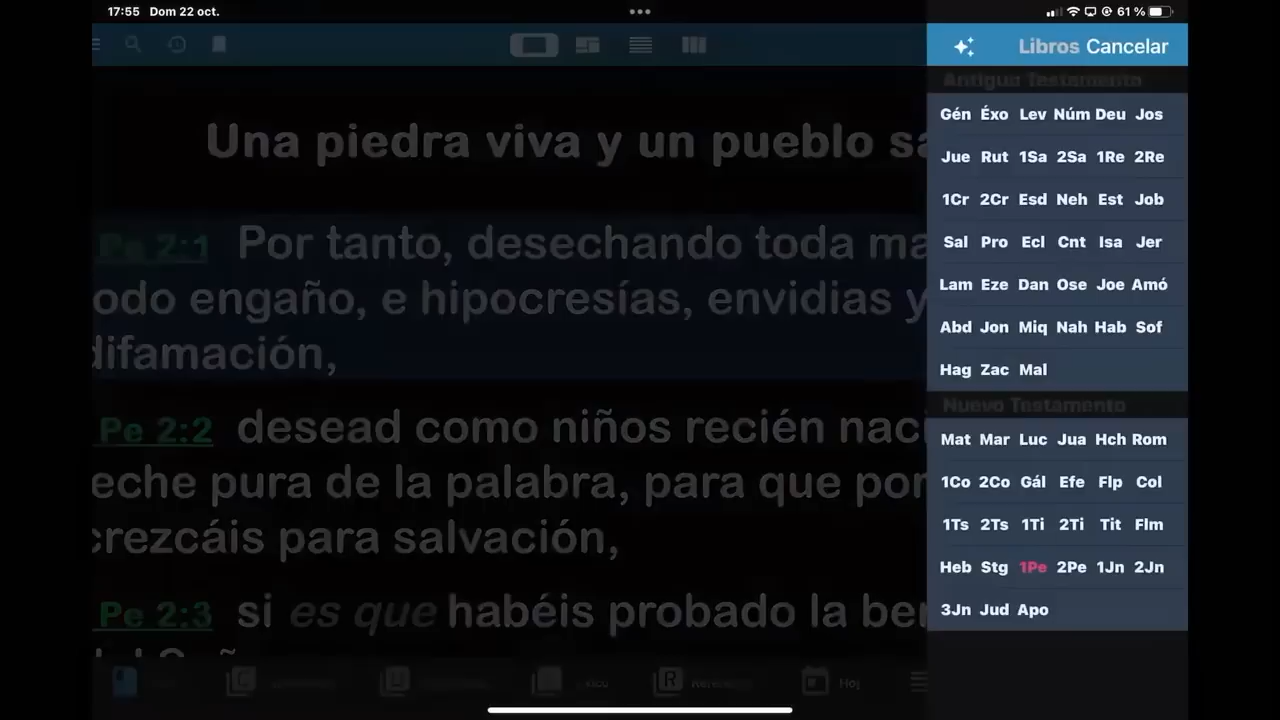 17:55 Dom 22 oct.
61 %
Libros Cancelar
Antiguo Testamento
Gén Éxo Lev Núm Deu Jos
Jue Rut 1Sa 2Sa 1Re 2Re
1Cr 2Cr Esd Neh Est Job
Sal Pro Ecl Cnt Isa Jer
Lam Eze Dan Ose Joe Amó
Abd Jon Miq Nah Hab Sof
Hag Zac Mal
Nuevo Testamento
Mat Mar Luc Jua Hch Rom
1Co 2Co Gál Efe Flp Col
1Ts 2Ts 1Ti 2Ti Tit Flm
Heb Stg 1Pe 2Pe 1Jn 2Jn
3Jn Jud Apo
Una piedra viva y un pueblo sa
Pe 2:1 Por tanto, desechando toda ma
odo engaño, e hipocresías, envidias y
difamación,
Pe 2:2 desead como niños recién naci
eche pura de la palabra, para que por
crezcáis para salvación,
Pe 2:3 si es que habéis probado la ben